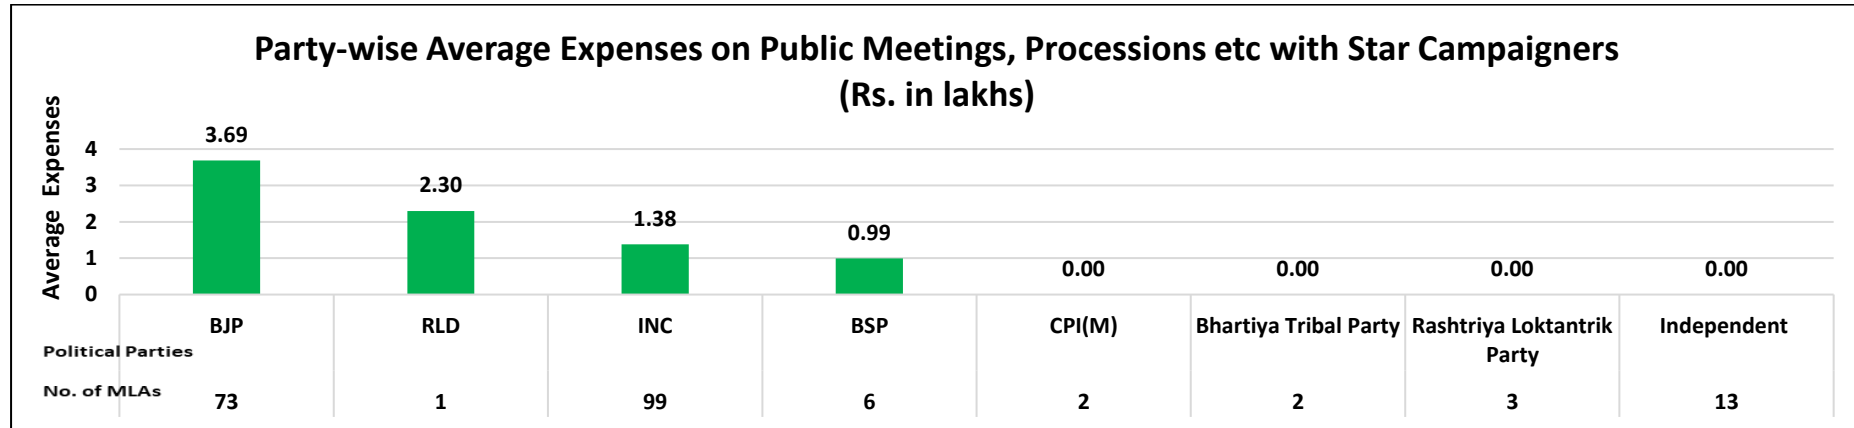 Party-wise Average Expenses on Public Meetings, Processions etc with Star Campaigners
(Rs. in lakhs)
Average Expenses
4
3
2
1
0
3.69
2.30
1.38
0.99
0.00
0.00
0.00
0.00
Political Parties
BJP
RLD
INC
BSP
CPI(M)
Bhartiya Tribal Party
Rashtriya Loktantrik
Party
Independent
No. of MLAs
73
1
99
6
2
2
3
13